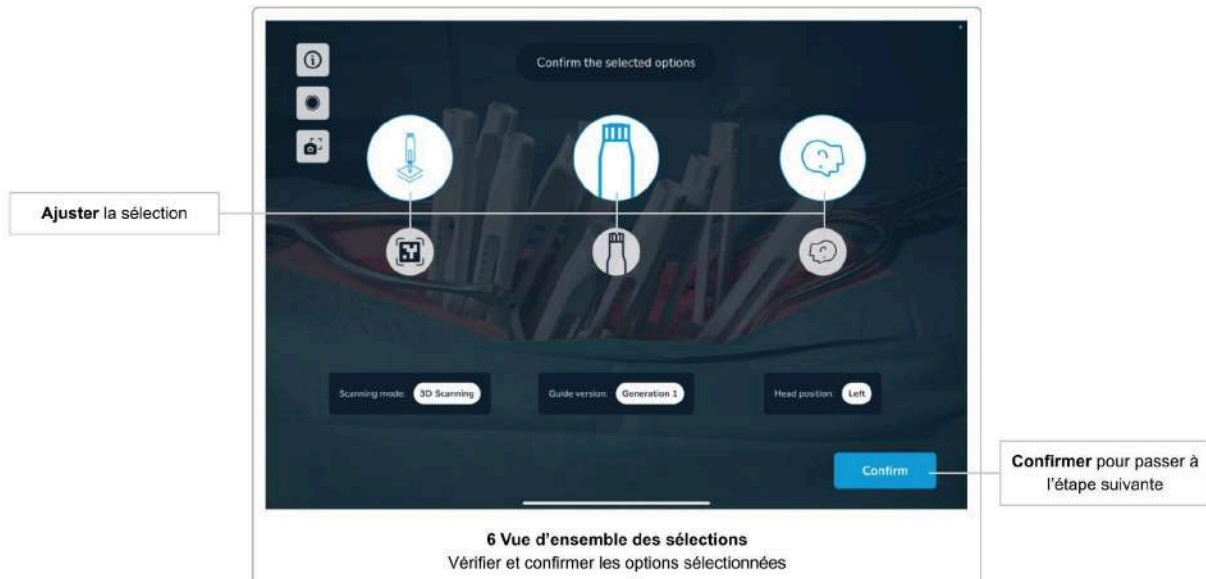 Confirm the selected options
Ajuster la sélection
Scanning mode: 3D Scanning
Guide version: Generation 1
Head position: Left
Confirm
Confirmer pour passer à
l'étape suivante
6 Vue d'ensemble des sélections
Vérifier et confirmer les options sélectionnées